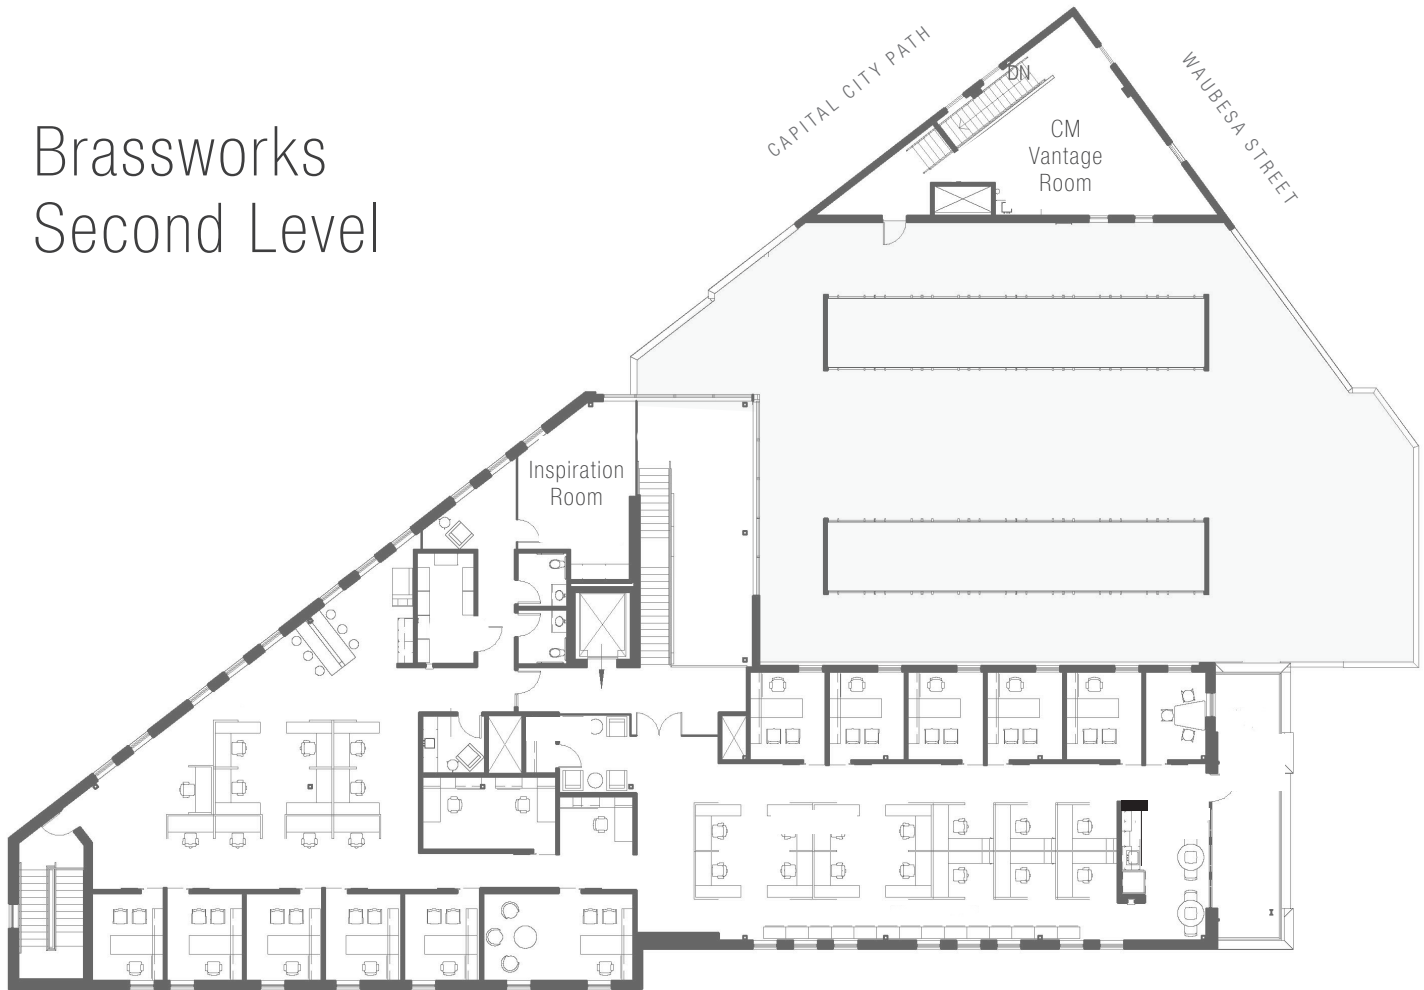 Brassworks
Second Level
CAPITAL CITY PATH
WAUBESA STREET
DN
CM
Vantage
Room
Inspiration
Room